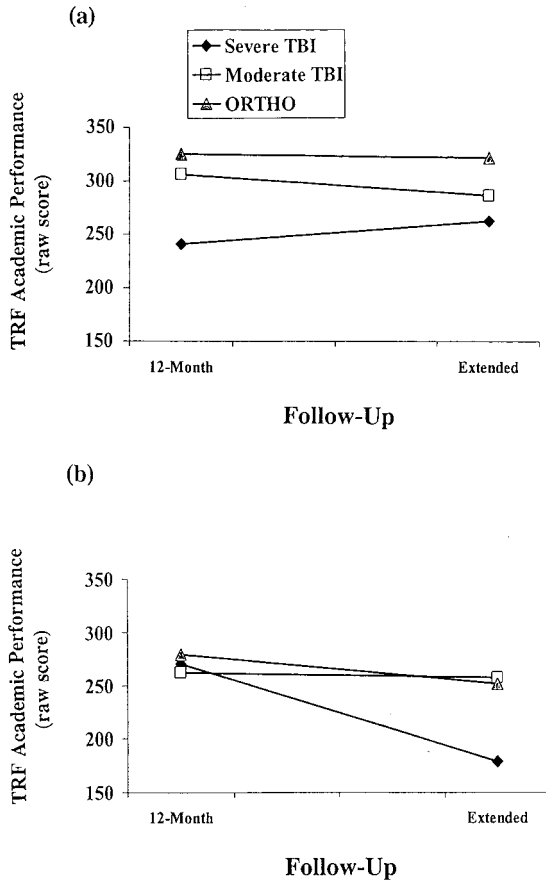 (a)
Severe TBI
Moderate TBI
ORTHO
TRF Academic Performance
(raw score)
350
300
250
200
150
12-Month
Extended
Follow-Up
(b)
TRF Academic Performance
(raw score)
350
300
250
200
150
12-Month
Extended
Follow-Up